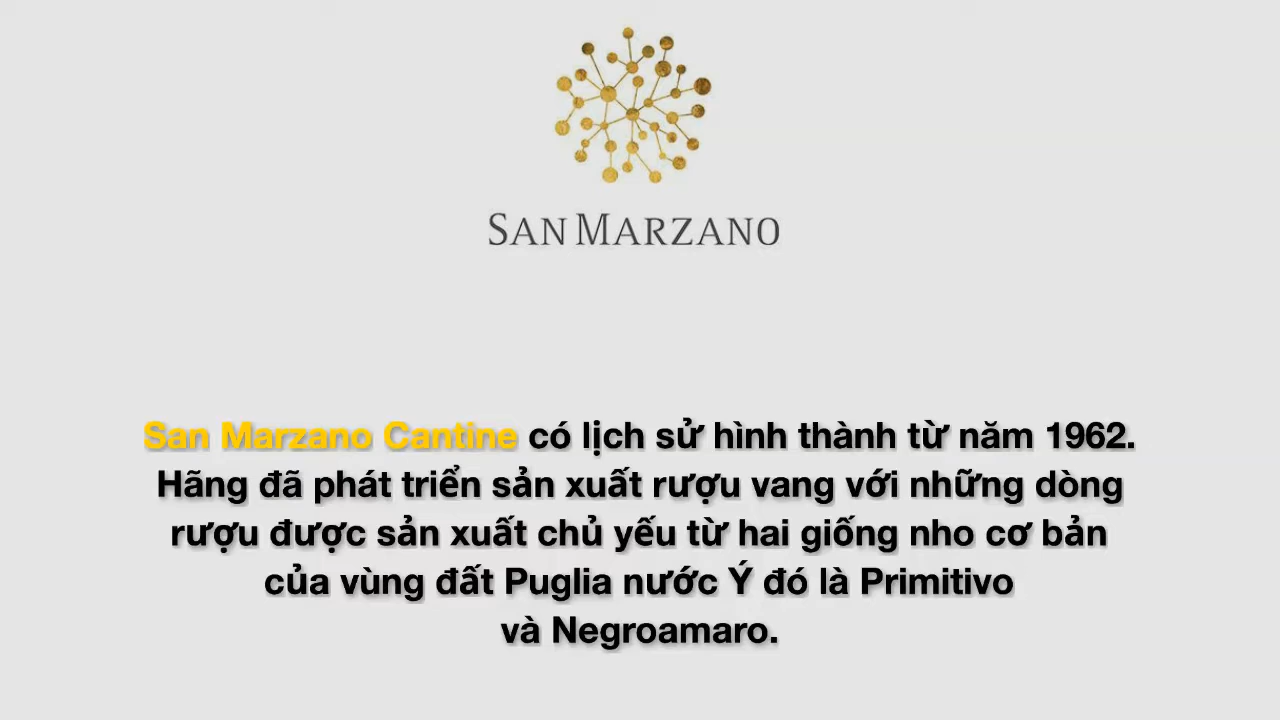 SAN MARZANO
San Marzano Cantine có lịch sử hình thành từ năm 1962.
Hãng đã phát triển sản xuất rượu vang với những dòng
rượu được sản xuất chủ yếu từ hai giống nho cơ bản
của vùng đất Puglia nước Ý đó là Primitivo
và Negroamaro.